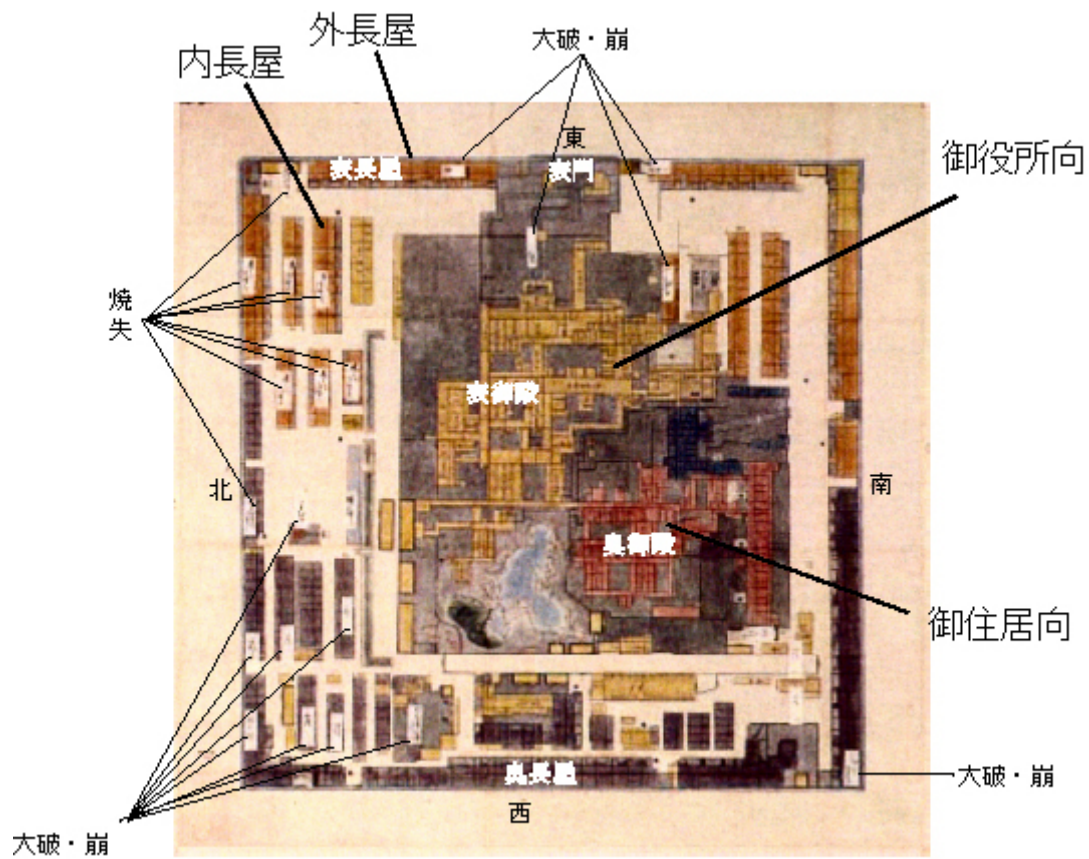 外長屋
大破・崩
内長屋
東
御役所向
表長屋
表門
焼
失
表御殿
北
南
奥御殿
御住居向
奥長屋
大破・崩
西
大破・崩